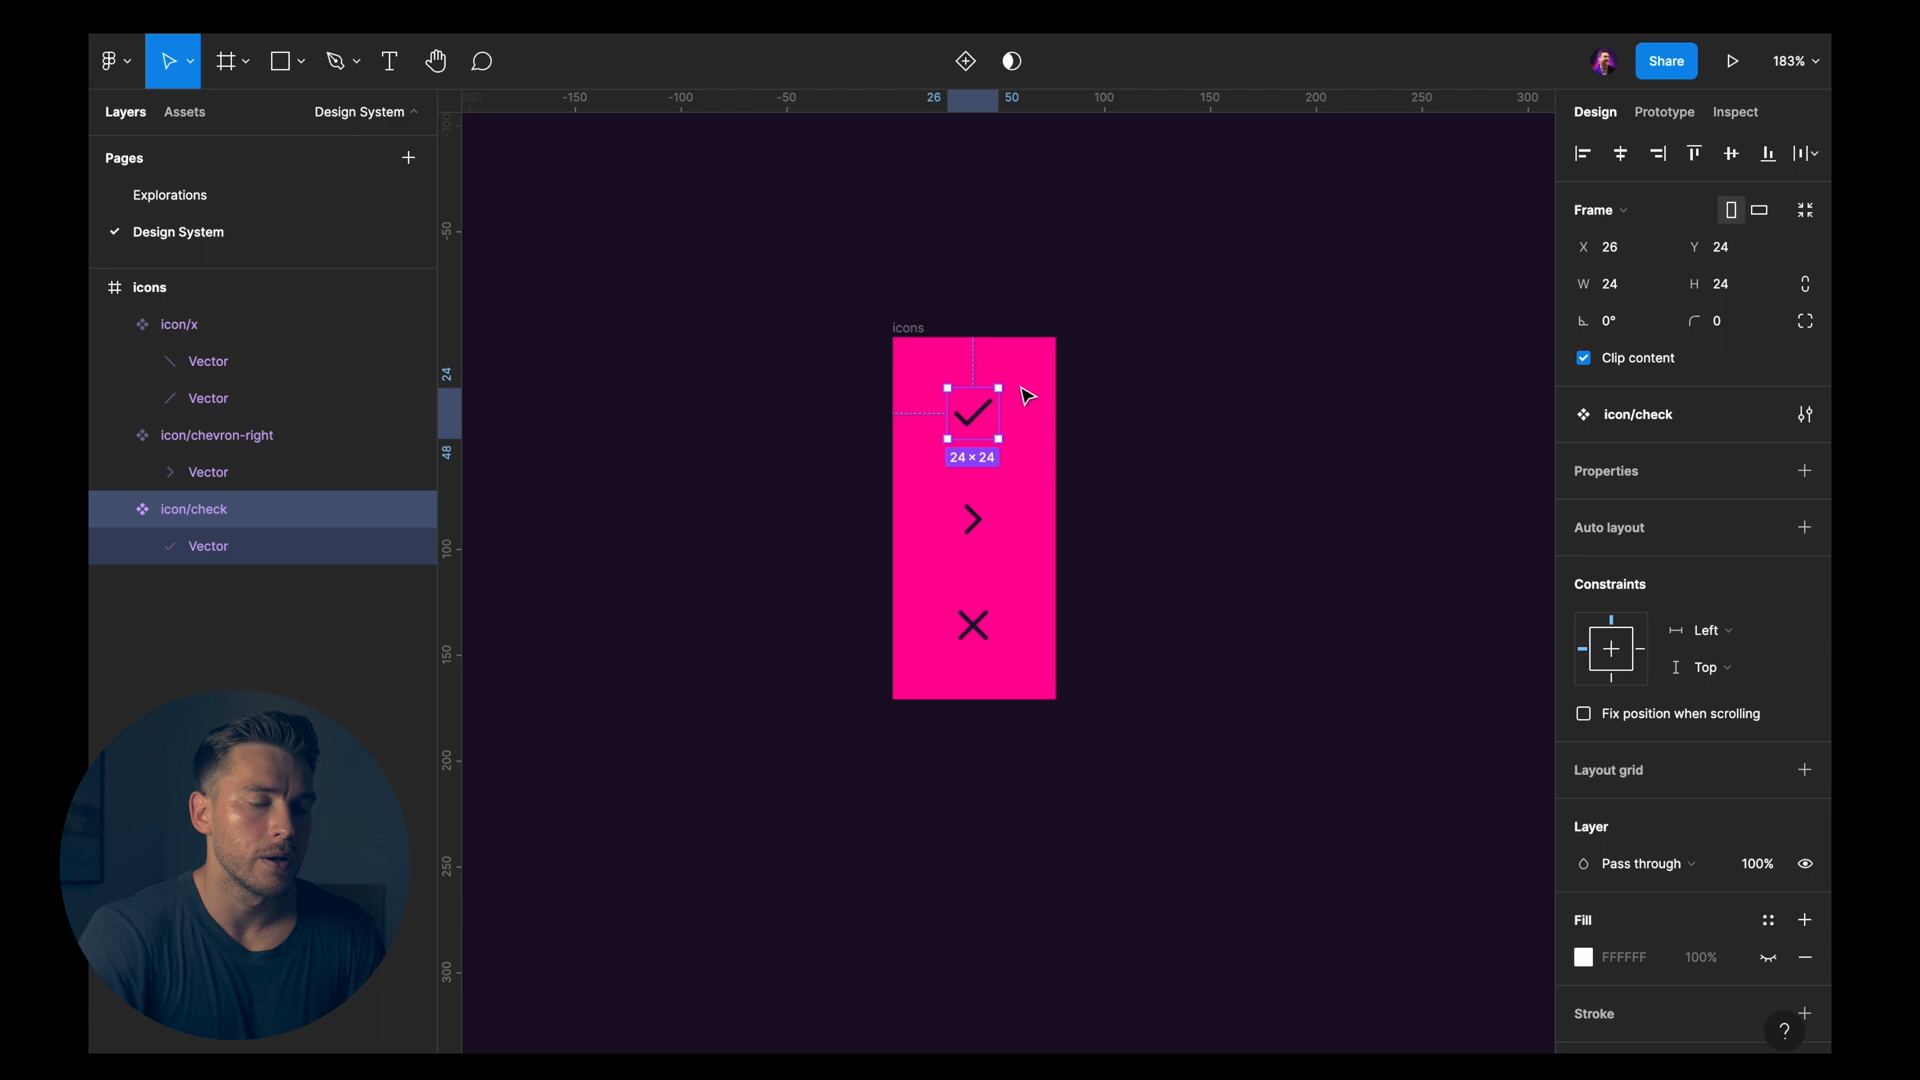 Share
183%
Layers
Assets
Design System
Pages
Explorations
Design System
icons
icon/x
Vector
Vector
icon/chevron-right
Vector
icon/check
Vector
-200 -150 -100 -50 26 50 100 150 200 250 300
-100
-50
24
48
100
150
200
250
300
icons
24 × 24
Design
Prototype
Inspect
Frame
X 26
Y 24
W 24
H 24
0°
0
Clip content
icon/check
Properties
Auto layout
Constraints
Left
Top
Fix position when scrolling
Layout grid
Layer
Pass through
100%
Fill
FFFFFF
100%
Stroke
?